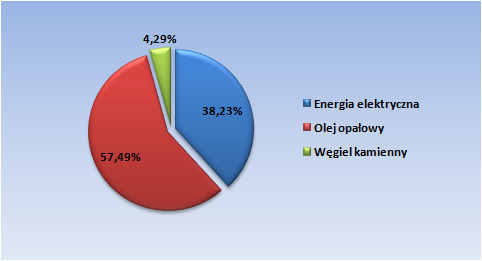 4,29%
38,23%
57,49%
Energia elektryczna
Olej opałowy
Węgiel kamienny